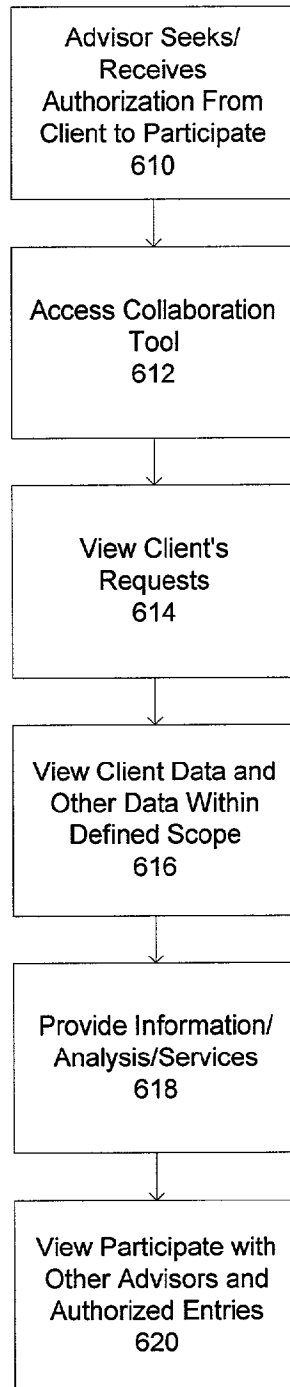 Advisor Seeks/
Receives
Authorization From
Client to Participate
610
Access Collaboration
Tool
612
View Client's
Requests
614
View Client Data and
Other Data Within
Defined Scope
616
Provide Information/
Analysis/Services
618
View Participate with
Other Advisors and
Authorized Entries
620